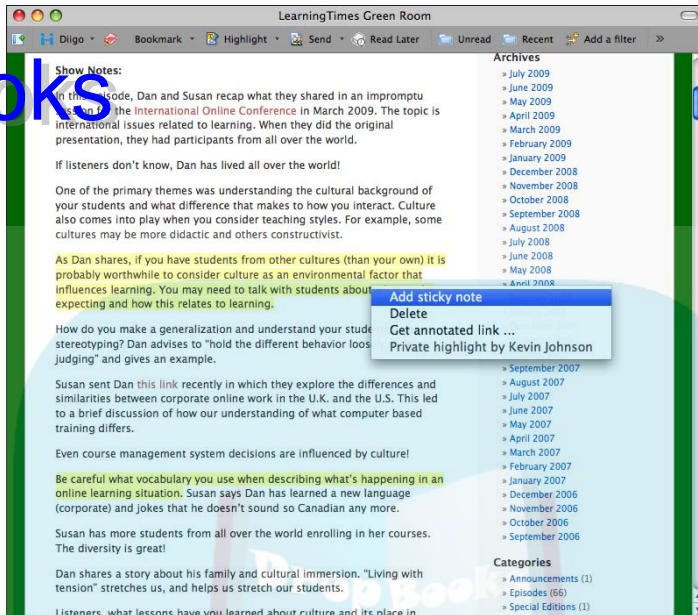 LearningTimes Green Room
Diigo Bookmark Highlight Send Read Later Unread Recent Add a filter »
oks
Show Notes:
In this episode, Dan and Susan recap what they shared in an impromptu
session for the International Online Conference in March 2009. The topic is
international issues related to learning. When they did the original
presentation, they had participants from all over the world.
If listeners don't know, Dan has lived all over the world!
One of the primary themes was understanding the cultural background of
your students and what difference that makes to how you interact. Culture
also comes into play when you consider teaching styles. For example, some
cultures may be more didactic and others constructivist.
As Dan shares, if you have students from other cultures (than your own) it is
probably worthwhile to consider culture as an environmental factor that
influences learning. You may need to talk with students about
expecting and how this relates to learning.
How do you make a generalization and understand your
stereotyping? Dan advises to "hold the different behavior
judging" and gives an example.
Susan sent Dan this link recently in which they explore the differences and
similarities between corporate online work in the U.K. and the U.S. This led
to a brief discussion of how our understanding of what computer based
training differs.
Even course management system decisions are influenced by culture!
Be careful what vocabulary you use when describing what's happening in an
online learning situation. Susan says Dan has learned a new language
(corporate) and jokes that he doesn't sound so Canadian any more.
Susan has more students from all over the world enrolling in her courses.
The diversity is great!
Dan shares a story about his family and cultural immersion. "Living with
tension" stretches us, and helps us stretch our students.
Listeners, what lessons have you learned about culture and its place in
Add sticky note
Delete
Get annotated link ...
Private highlight by Kevin Johnson
Archives
» July 2009
» June 2009
» May 2009
» April 2009
» March 2009
» February 2009
» January 2009
» December 2008
» November 2008
» October 2008
» September 2008
» August 2008
» July 2008
» June 2008
» May 2008
» April 2008
» September 2007
» August 2007
» July 2007
» June 2007
» May 2007
» April 2007
» March 2007
» February 2007
» January 2007
» December 2006
» November 2006
» October 2006
» September 2006
Categories
» Announcements (1)
» Episodes (66)
» Special Editions (1)